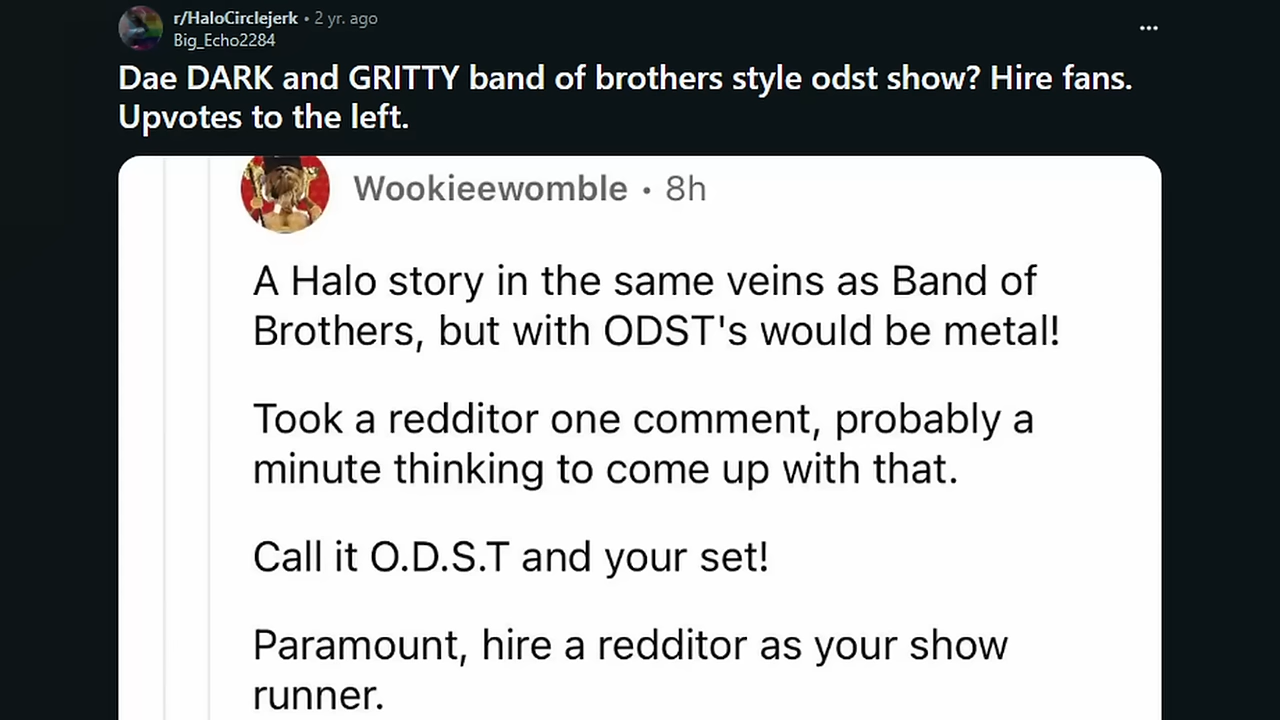 r/HaloCirclejerk • 2 yr. ago
Big_Echo2284
Dae DARK and GRITTY band of brothers style odst show? Hire fans.
Upvotes to the left.
Wookieewomble • 8h
A Halo story in the same veins as Band of
Brothers, but with ODST's would be metal!
Took a redditor one comment, probably a
minute thinking to come up with that.
Call it O.D.S.T and your set!
Paramount, hire a redditor as your show
runner.